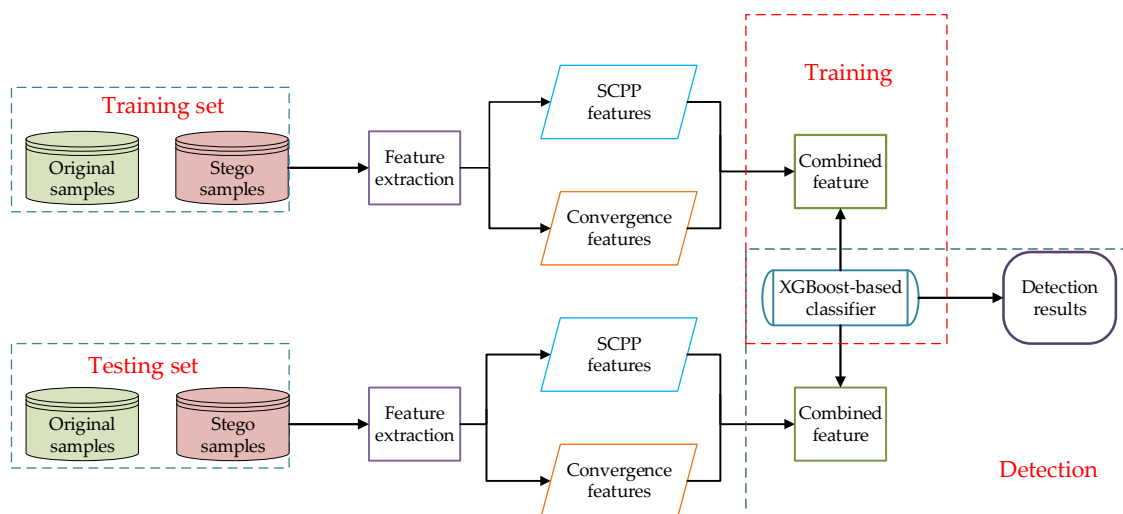 Training set
Original
samples
Stego
samples
Feature
extraction
SCPP
features
Convergence
features
Training
Combined
feature
XGBoost-based
classifier
Detection
results
Testing set
Original
samples
Stego
samples
Feature
extraction
SCPP
features
Convergence
features
Combined
feature
Detection